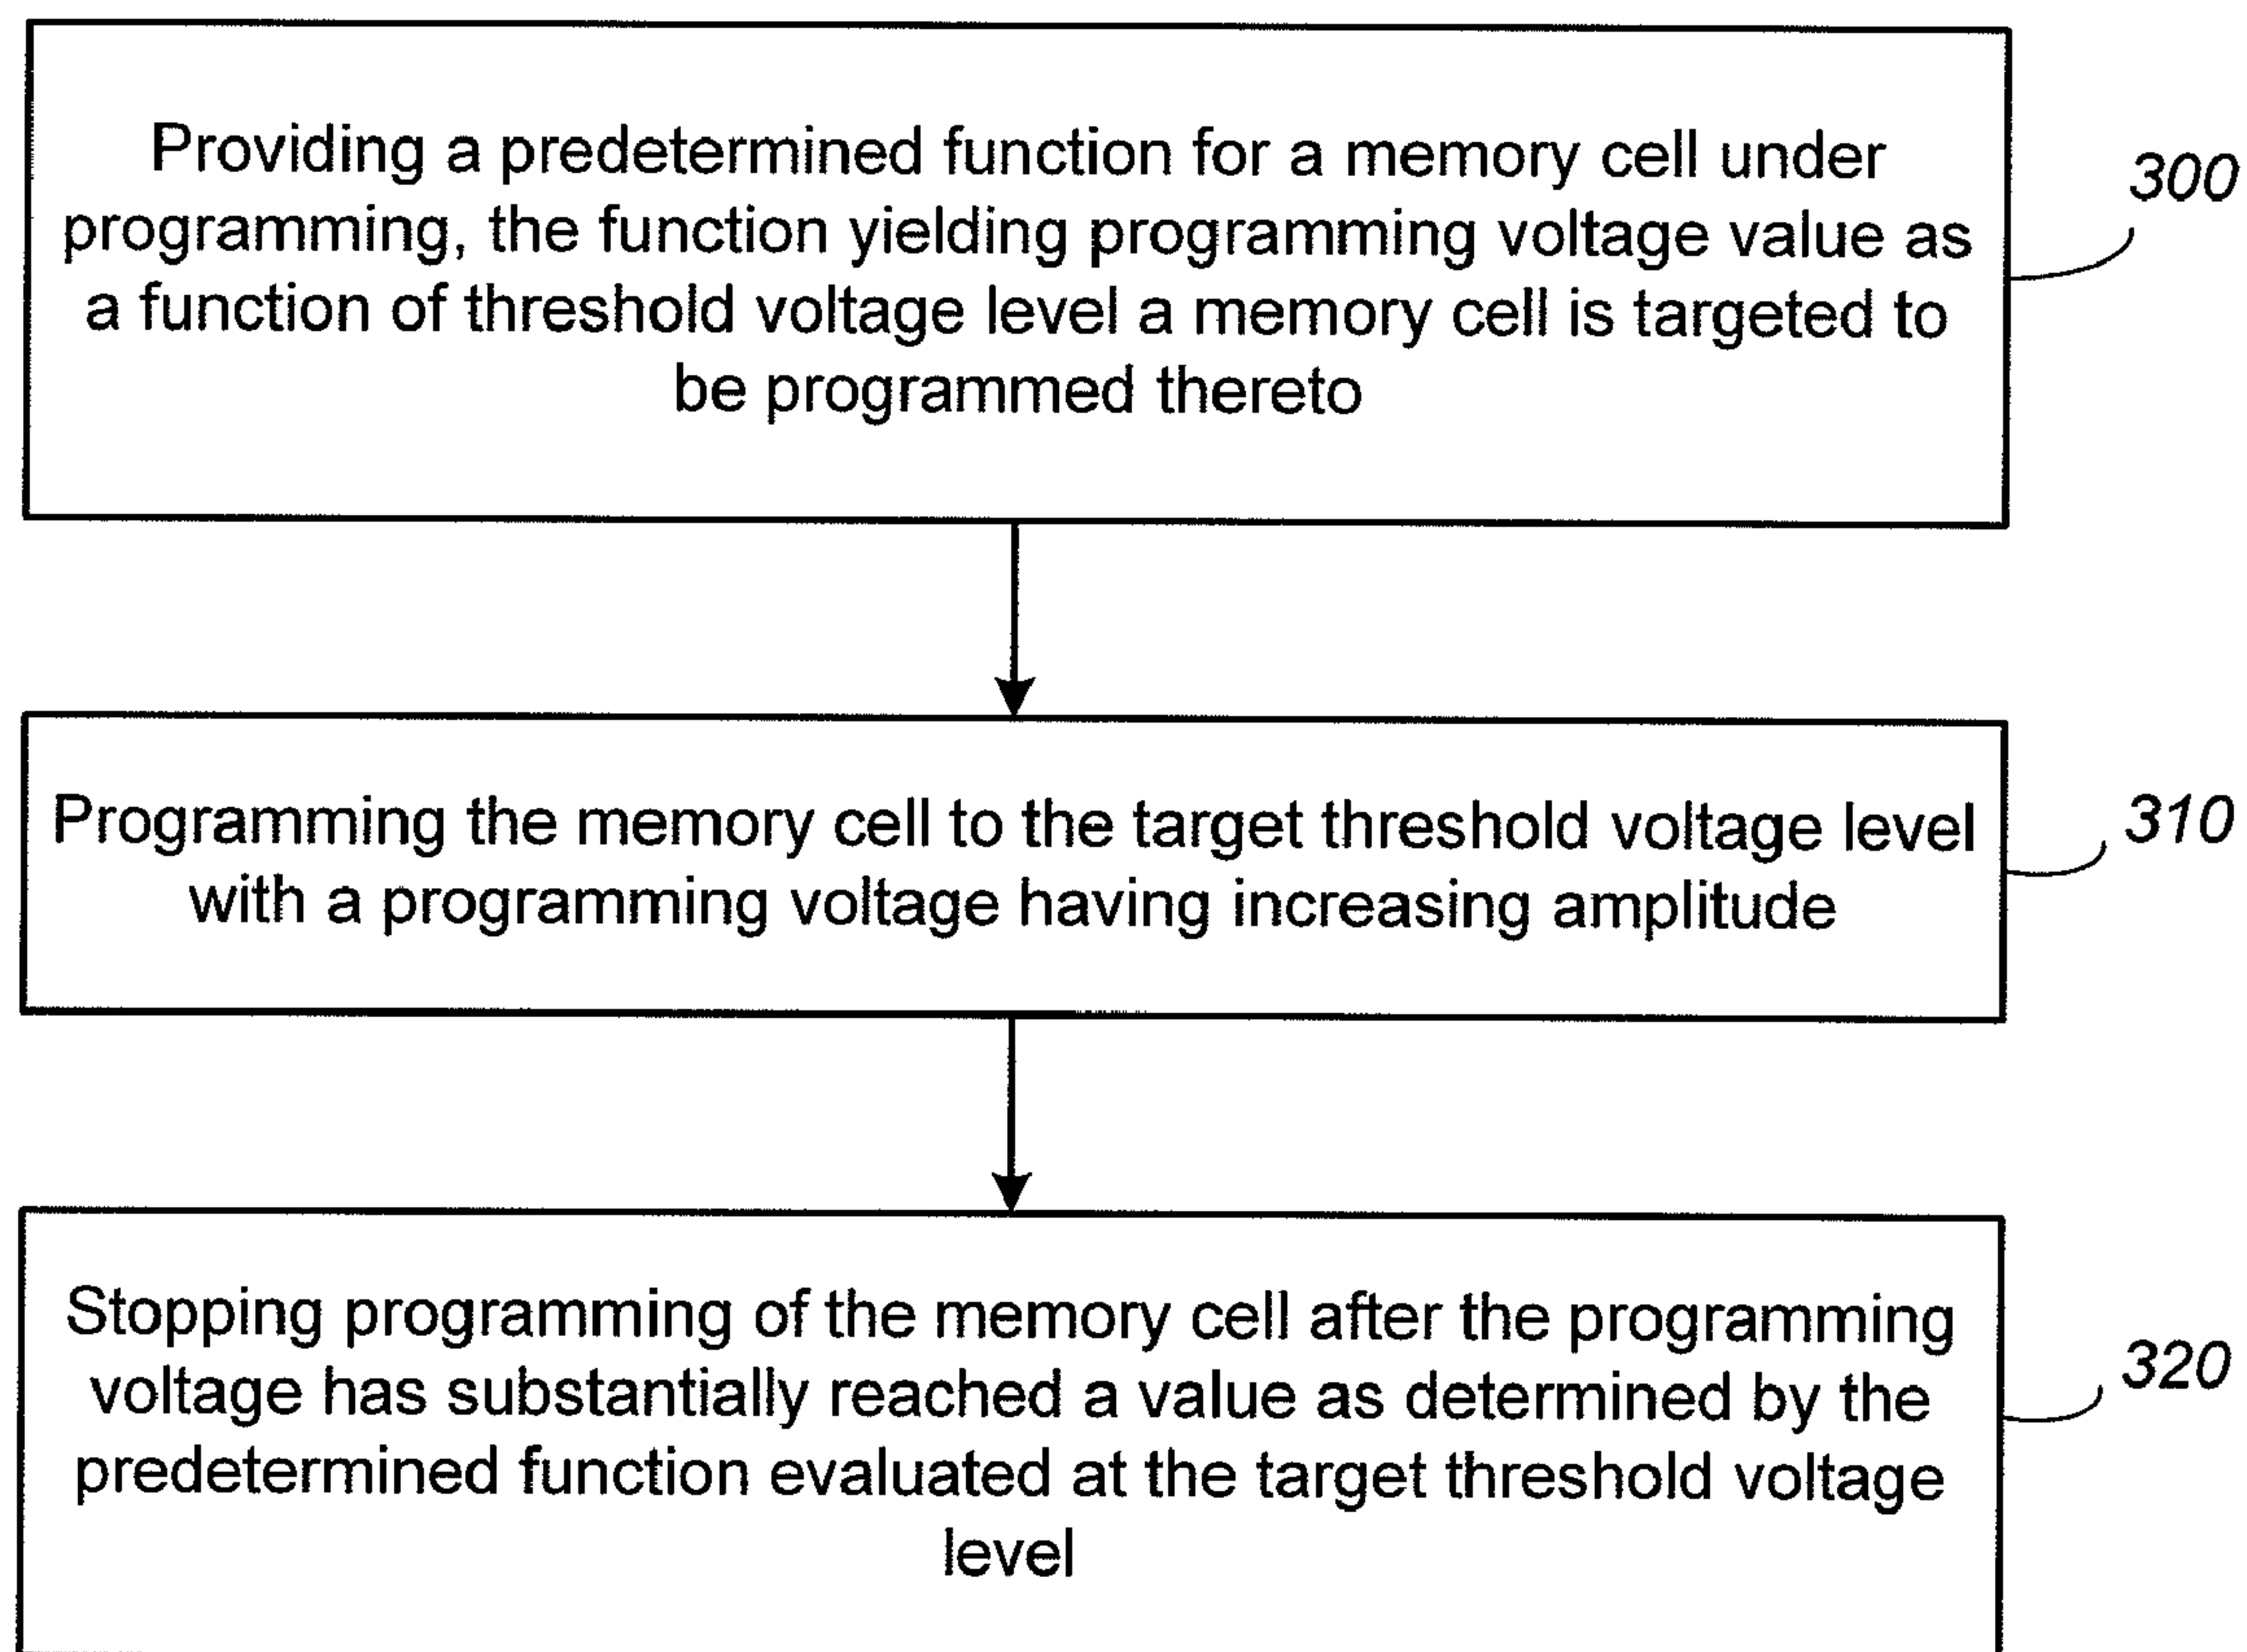 Providing a predetermined function for a memory cell under
programming, the function yielding programming voltage value as
a function of threshold voltage level a memory cell is targeted to
be programmed thereto
300
Programming the memory cell to the target threshold voltage level
with a programming voltage having increasing amplitude
310
Stopping programming of the memory cell after the programming
voltage has substantially reached a value as determined by the
predetermined function evaluated at the target threshold voltage
level
320